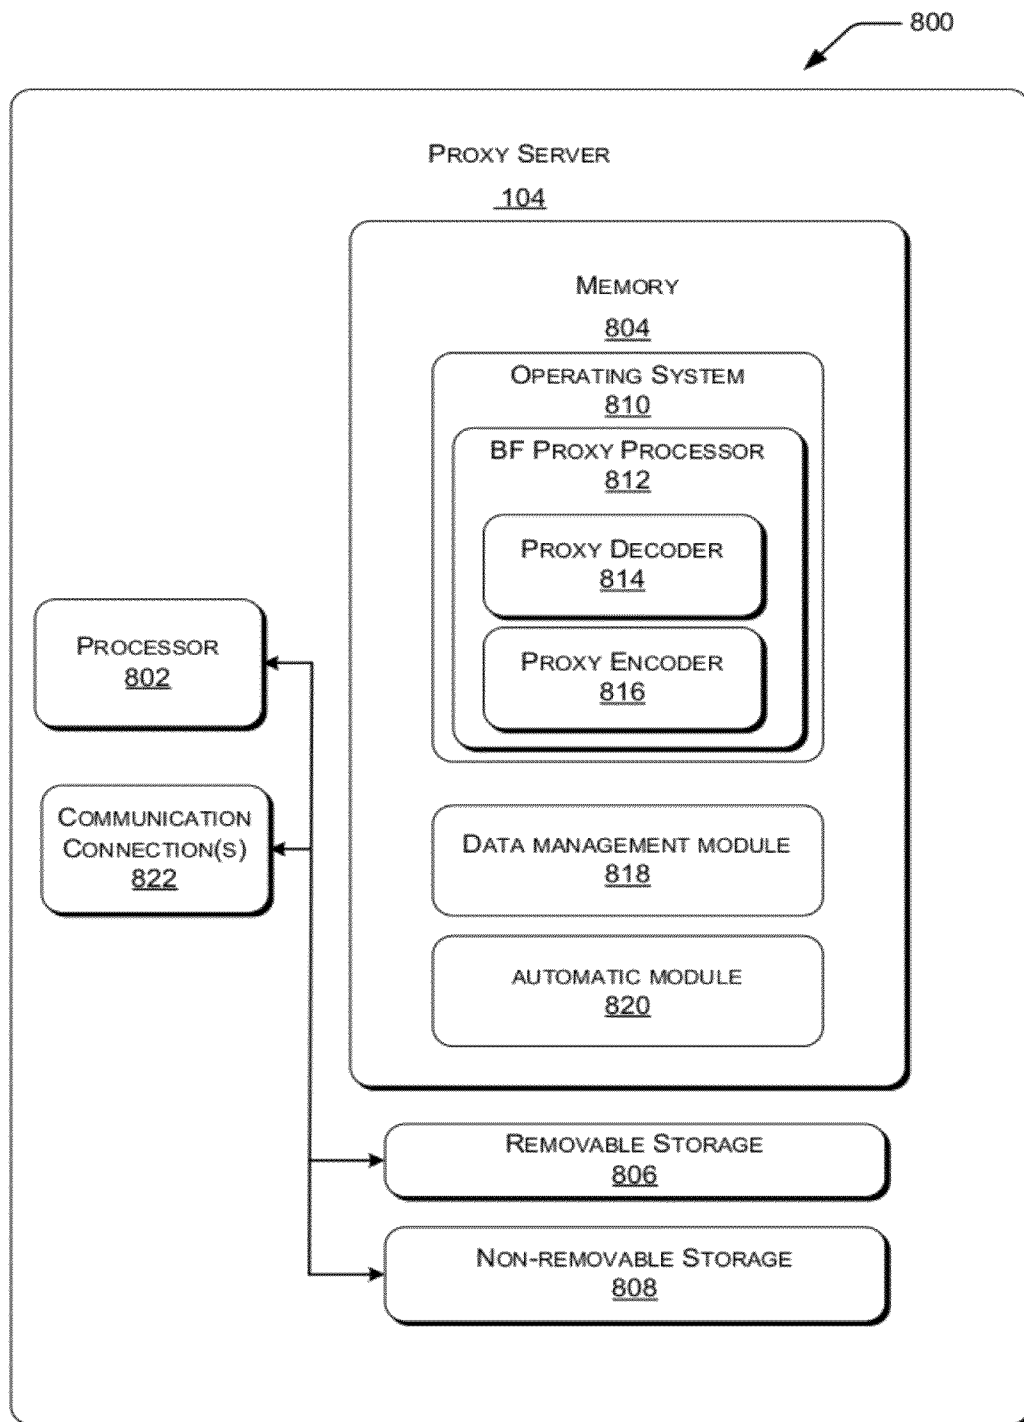 800
PROXY SERVER
104
MEMORY
804
OPERATING SYSTEM
810
BF PROXY PROCESSOR
812
PROXY DECODER
814
PROXY ENCODER
816
PROCESSOR
802
COMMUNICATION
CONNECTION(S)
822
DATA MANAGEMENT MODULE
818
AUTOMATIC MODULE
820
REMOVABLE STORAGE
806
NON-REMOVABLE STORAGE
808